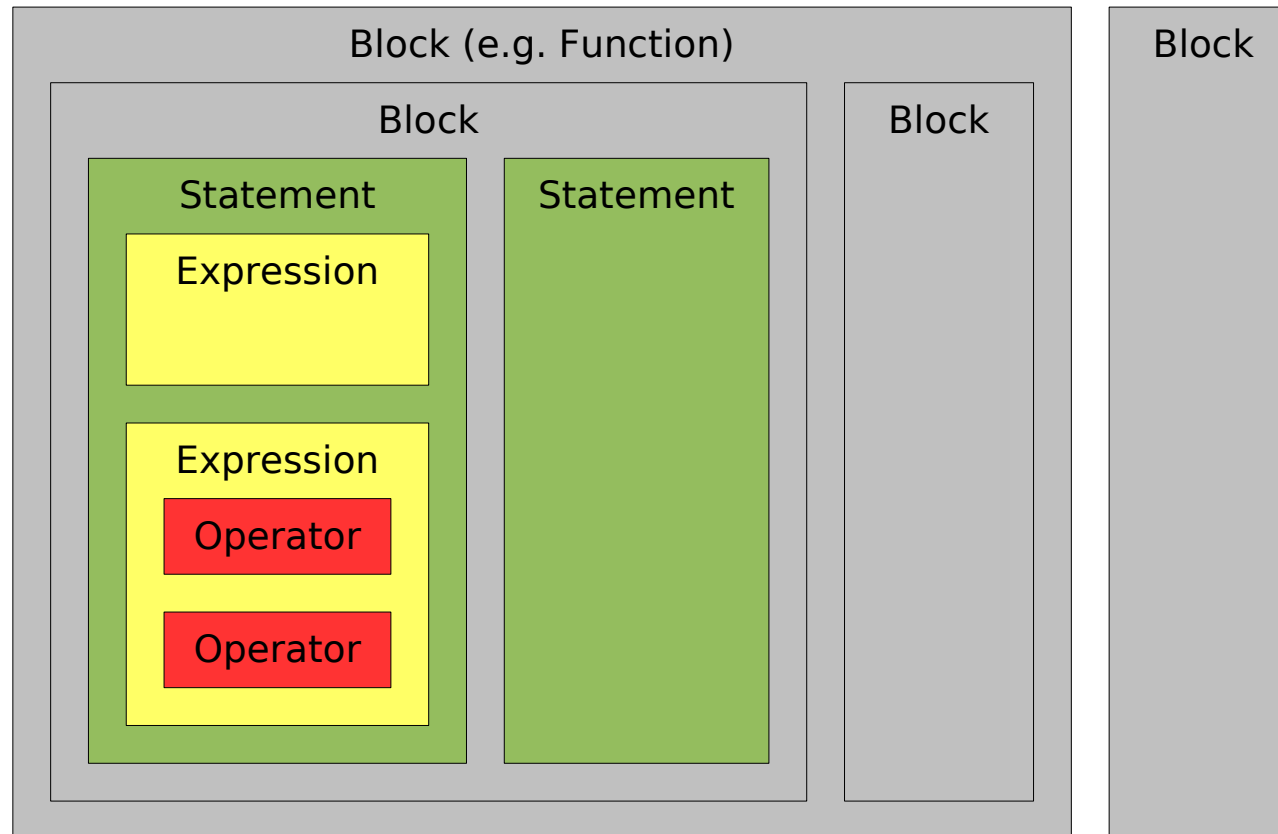 Block (e.g. Function)
Block
Block
Block
Statement
Statement
Expression
Expression
Operator
Operator